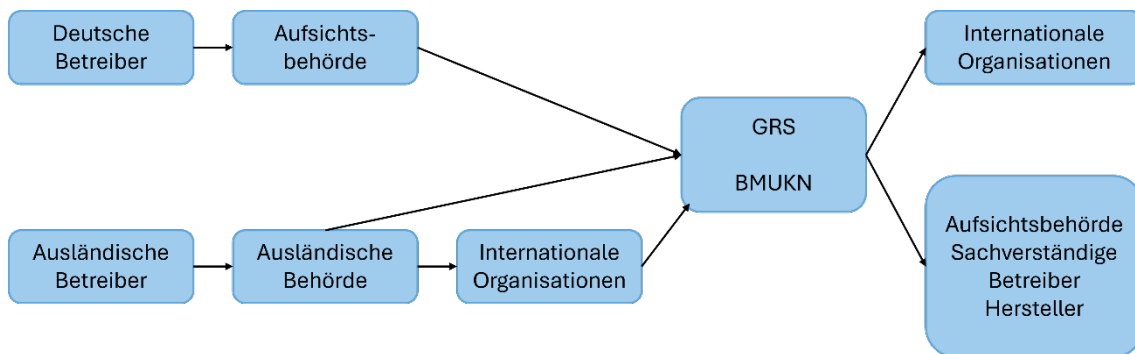 Deutsche
Betreiber
Aufsichts-
behörde
Internationale
Organisationen
GRS
BMUKN
Ausländische
Betreiber
Ausländische
Behörde
Internationale
Organisationen
Aufsichtsbehörde
Sachverständige
Betreiber
Hersteller